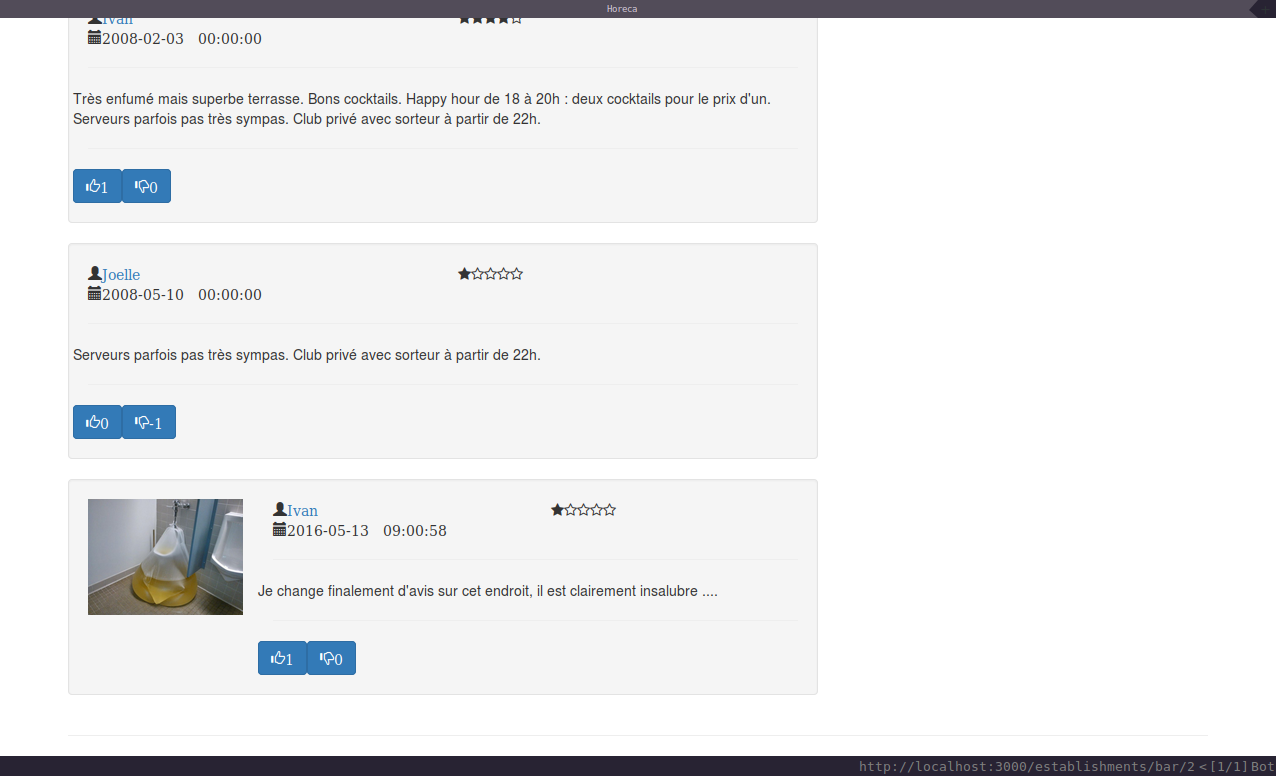 Horeca
Ivan
2008-02-03 00:00:00
Très enfumé mais superbe terrasse. Bons cocktails. Happy hour de 18 à 20h : deux cocktails pour le prix d'un.
Serveurs parfois pas très sympas. Club privé avec sorteur à partir de 22h.
1 0
Joelle
2008-05-10 00:00:00
Serveurs parfois pas très sympas. Club privé avec sorteur à partir de 22h.
0 -1
Ivan
2016-05-13 09:00:58
Je change finalement d'avis sur cet endroit, il est clairement insalubre ....
1 0
http://localhost:3000/establishments/bar/2 < [1/1] Bot